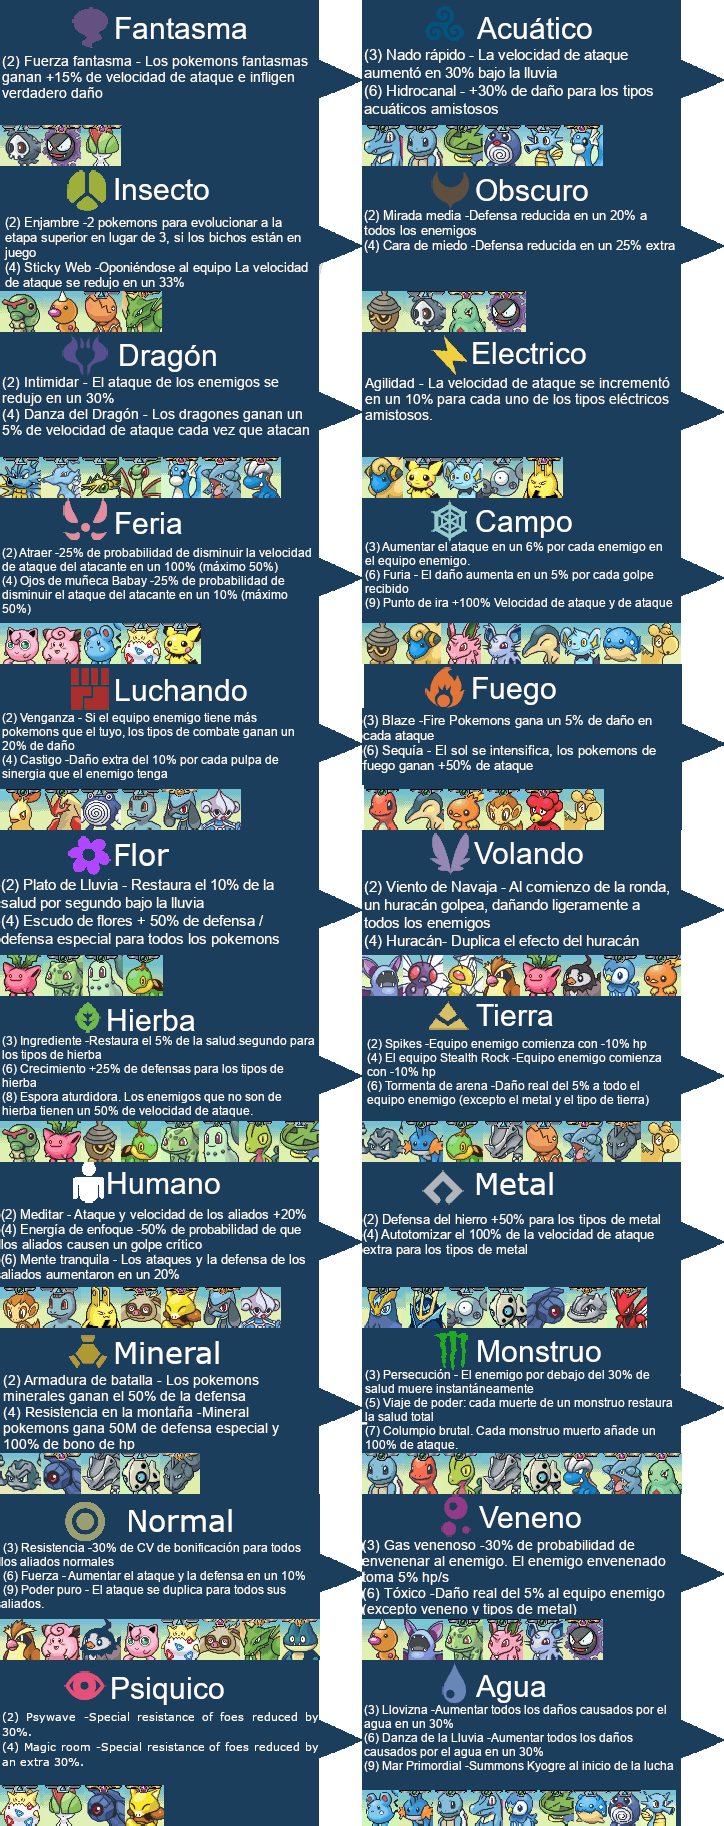 Fantasma
(2) Fuerza fantasma - Los pokemons fantasmas
ganan +15% de velocidad de ataque e infligen
verdadero daño
Acuático
(3) Nado rápido - La velocidad de ataque
aumentó en 30% bajo la lluvia
(6) Hidrocanal - +30% de daño para los tipos
acuáticos amistosos
Insecto
(2) Enjambre -2 pokemons para evolucionar a la
etapa superior en lugar de 3, si los bichos están en
juego
(4) Sticky Web -Oponiéndose al equipo La velocidad
de ataque se redujo en un 33%
Obscuro
(2) Mirada media -Defensa reducida en un 20% a
todos los enemigos
(4) Cara de miedo -Defensa reducida en un 25% extra
Dragón
(2) Intimidar - El ataque de los enemigos se
redujo en un 30%
(4) Danza del Dragón - Los dragones ganan un
5% de velocidad de ataque cada vez que atacan
Electrico
Agilidad - La velocidad de ataque se incrementó
en un 10% para cada uno de los tipos eléctricos
amistosos.
Feria
(2) Atraer -25% de probabilidad de disminuir la velocidad
de ataque del atacante en un 100% (máximo 50%)
(4) Ojos de muñeca Babay -25% de probabilidad de
disminuir el ataque del atacante en un 10% (máximo
50%)
Campo
(3) Aumentar el ataque en un 6% por cada enemigo en
el equipo enemigo.
(6) Furia - El daño aumenta en un 5% por cada golpe
recibido
(9) Punto de ira +100% Velocidad de ataque y de ataque
Luchando
(2) Venganza - Si el equipo enemigo tiene más
pokemons que el tuyo, los tipos de combate ganan un
20% de daño
(4) Castigo -Daño extra del 10% por cada pulpa de
sinergia que el enemigo tenga
Fuego
(3) Blaze -Fire Pokemons gana un 5% de daño en
cada ataque
(6) Sequía - El sol se intensifica, los pokemons de
fuego ganan +50% de ataque
Flor
(2) Plato de Lluvia - Restaura el 10% de la
salud por segundo bajo la lluvia
(4) Escudo de flores + 50% de defensa /
defensa especial para todos los pokemons
Volando
(2) Viento de Navaja - Al comienzo de la ronda,
un huracán golpea, dañando ligeramente a
todos los enemigos
(4) Huracán- Duplica el efecto del huracán
Hierba
(3) Ingrediente -Restaura el 5% de la salud.segundo para
los tipos de hierba
(6) Crecimiento +25% de defensas para los tipos de
hierba
(8) Espora aturdidora. Los enemigos que no son de
hierba tienen un 50% de velocidad de ataque.
Tierra
(2) Spikes -Equipo enemigo comienza con -10% hp
(4) El equipo Stealth Rock -Equipo enemigo comienza
con -10% hp
(6) Tormenta de arena -Daño real del 5% a todo el
equipo enemigo (excepto el metal y el tipo de tierra)
Humano
(2) Meditar - Ataque y velocidad de los aliados +20%
(4) Energía de enfoque -50% de probabilidad de que
los aliados causen un golpe crítico
(6) Mente tranquila - Los ataques y la defensa de los
aliados aumentaron en un 20%
Metal
(2) Defensa del hierro +50% para los tipos de metal
(4) Autotomizar el 100% de la velocidad de ataque
extra para los tipos de metal
Mineral
(2) Armadura de batalla - Los pokemons
minerales ganan el 50% de la defensa
(4) Resistencia en la montaña -Mineral
pokemons gana 50M de defensa especial y
100% de bono de hp
Monstruo
(3) Persecución - El enemigo por debajo del 30% de
salud muere instantáneamente
(5) Viaje de poder: cada muerte de un monstruo restaura
la salud total
(7) Columpio brutal. Cada monstruo muerto añade un
100% de ataque.
Normal
(3) Resistencia -30% de CV de bonificación para todos
los aliados normales
(6) Fuerza - Aumentar el ataque y la defensa en un 10%
(9) Poder puro - El ataque se duplica para todos sus
aliados.
Veneno
(3) Gas venenoso -30% de probabilidad de
envenenar al enemigo. El enemigo envenenado
toma 5% hp/s
(6) Tóxico -Daño real del 5% al equipo enemigo
(excepto veneno y tipos de metal)
Psiquico
(2) Psywave -Special resistance of foes reduced by
30%.
(4) Magic room -Special resistance of foes reduced by
an extra 30%.
Agua
(3) Llovizna -Aumentar todos los daños causados por el
agua en un 30%
(6) Danza de la Lluvia -Aumentar todos los daños
causados por el agua en un 30%
(9) Mar Primordial -Summons Kyogre al inicio de la lucha